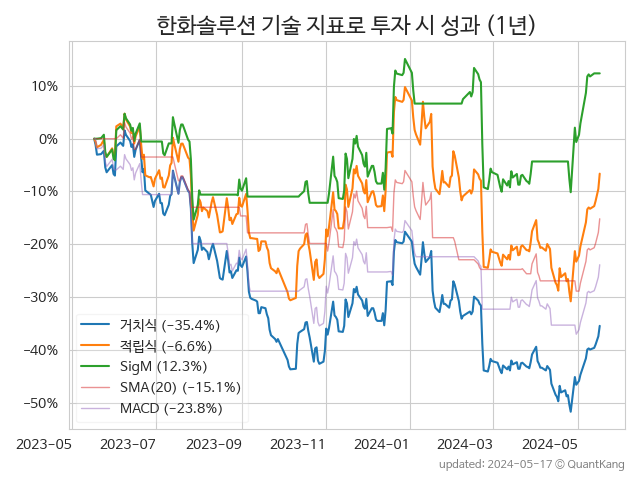 한화솔루션 기술 지표로 투자 시 성과 (1년)
10%
0%
−10%
−20%
−30%
−40%
−50%
거치식 (−35.4%)
적립식 (−6.6%)
SigM (12.3%)
SMA(20) (−15.1%)
MACD (−23.8%)
2023−05 2023−07 2023−09 2023−11 2024−01 2024−03 2024−05
updated: 2024−05−17 © QuantKang